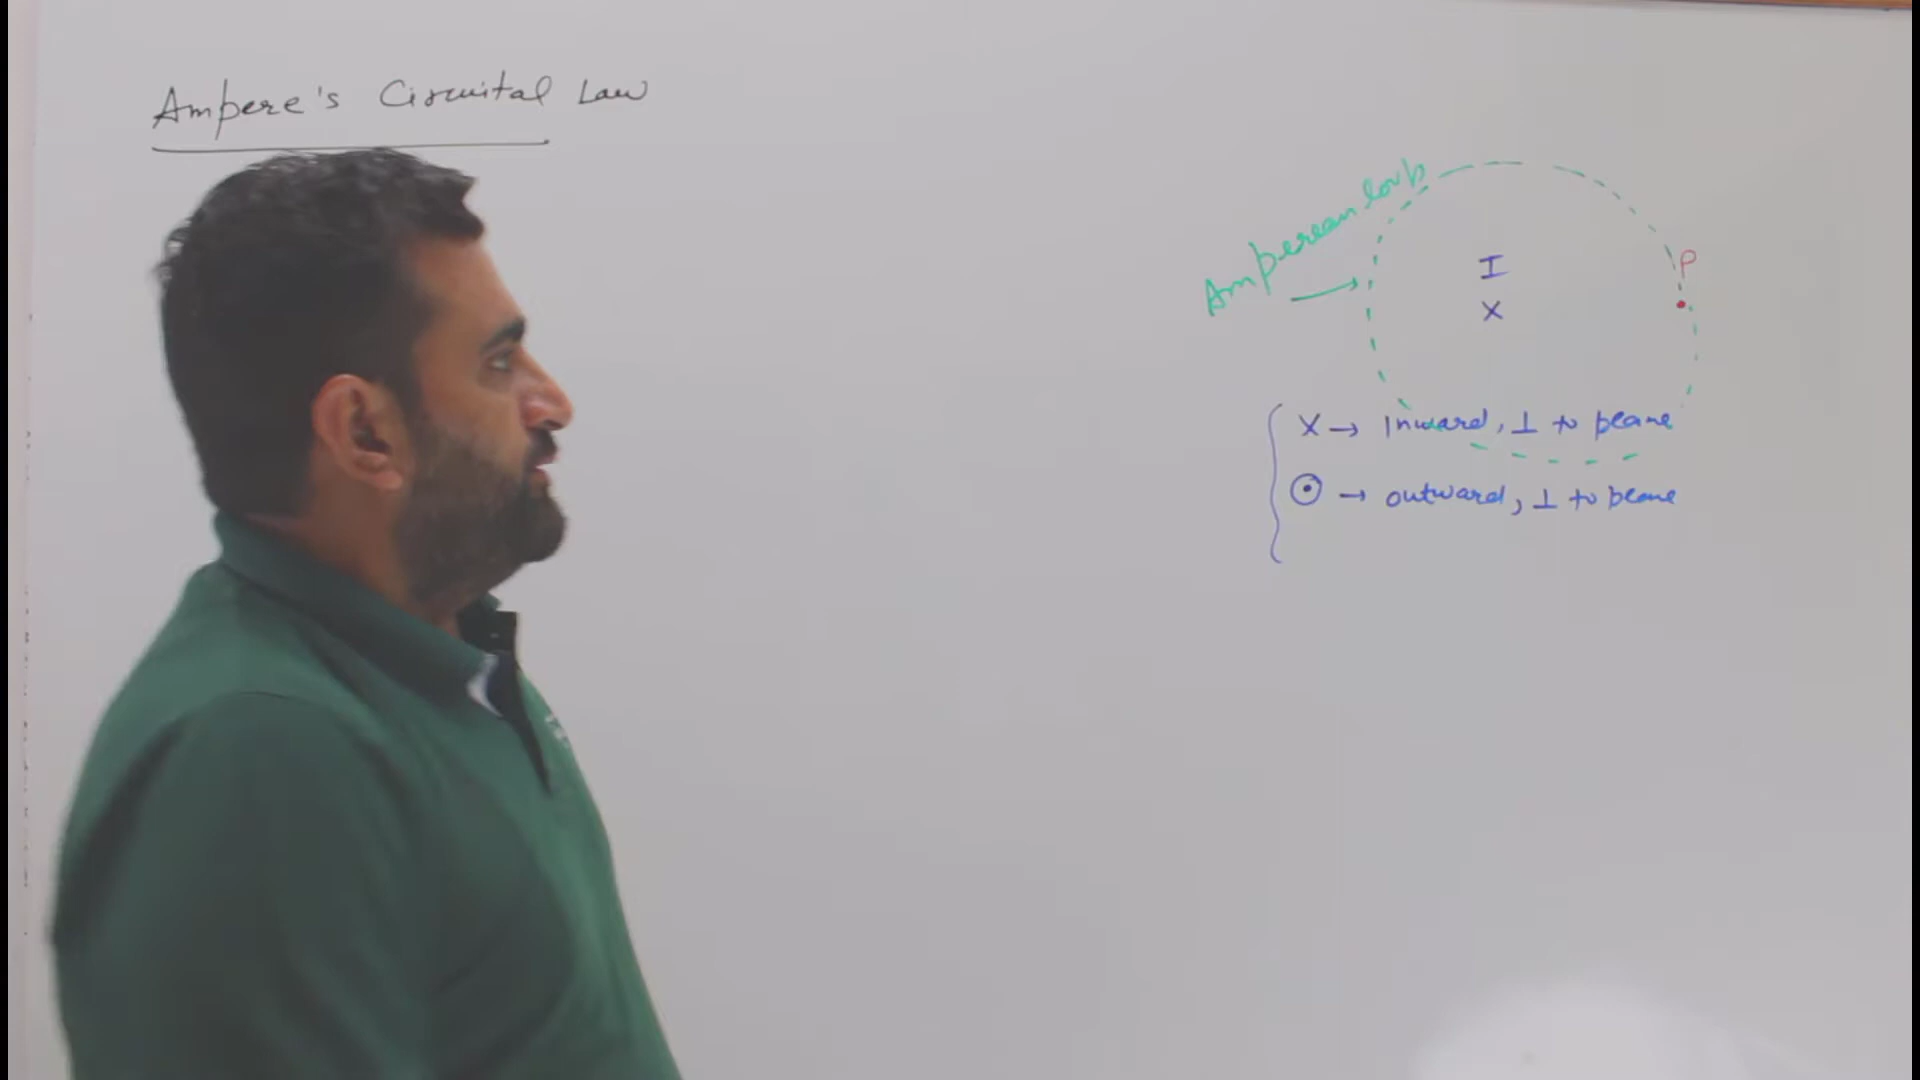 Ampere's Circuital Law
Amperean loop
I
X
P
X → Inward, ⊥ to plane
⊙ → outward, ⊥ to plane